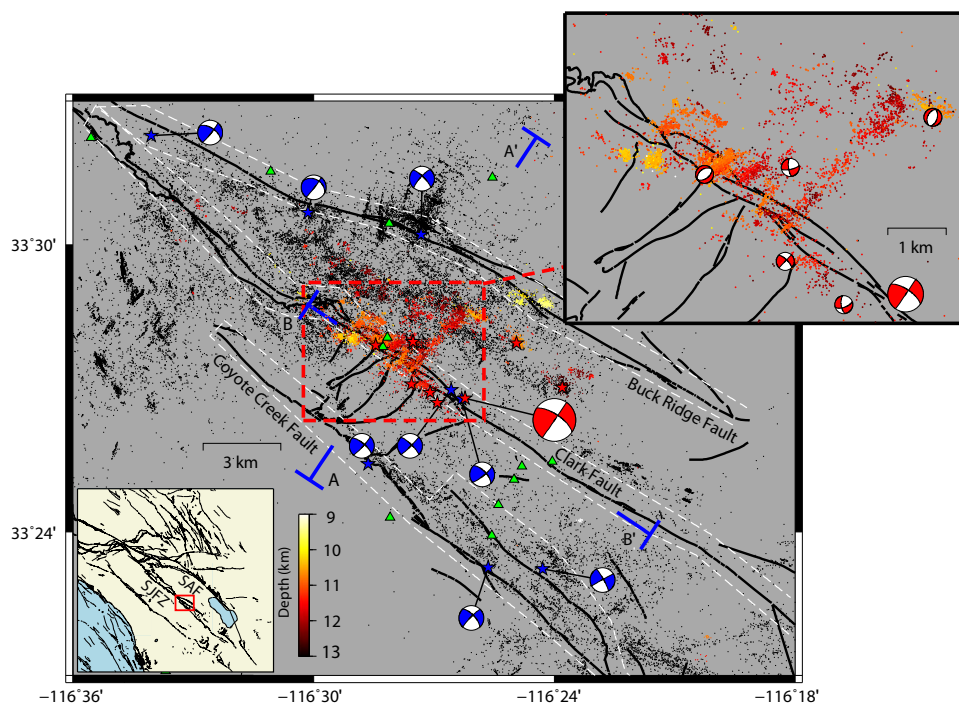 1 km
A'
33˚30'
B
Coyote Creek Fault
Buck Ridge Fault
3 km
A
Clark Fault
33˚24'
B'
SAF
SJFZ
Depth (km)
9
10
11
12
13
−116˚36'
−116˚30'
−116˚24'
−116˚18'